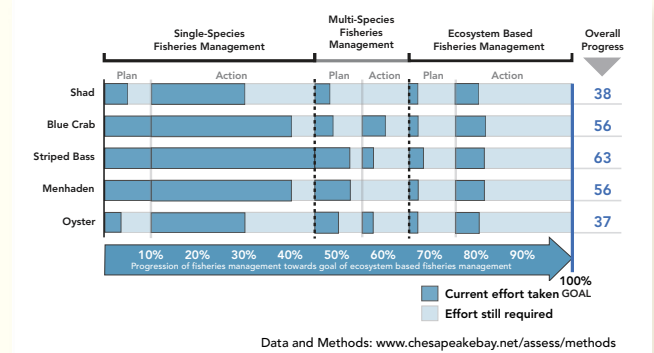 Single-Species
Fisheries Management
Multi-Species
Fisheries
Management
Ecosystem Based
Fisheries Management
Overall
Progress
Plan Action Plan Action Plan Action
Shad 38
Blue Crab 56
Striped Bass 63
Menhaden 56
Oyster 37
10% 20% 30% 40% 50% 60% 70% 80% 90%
Progression of fisheries management towards goal of ecosystem based fisheries management
100%
GOAL
Current effort taken
Effort still required
Data and Methods: www.chesapeakebay.net/assess/methods